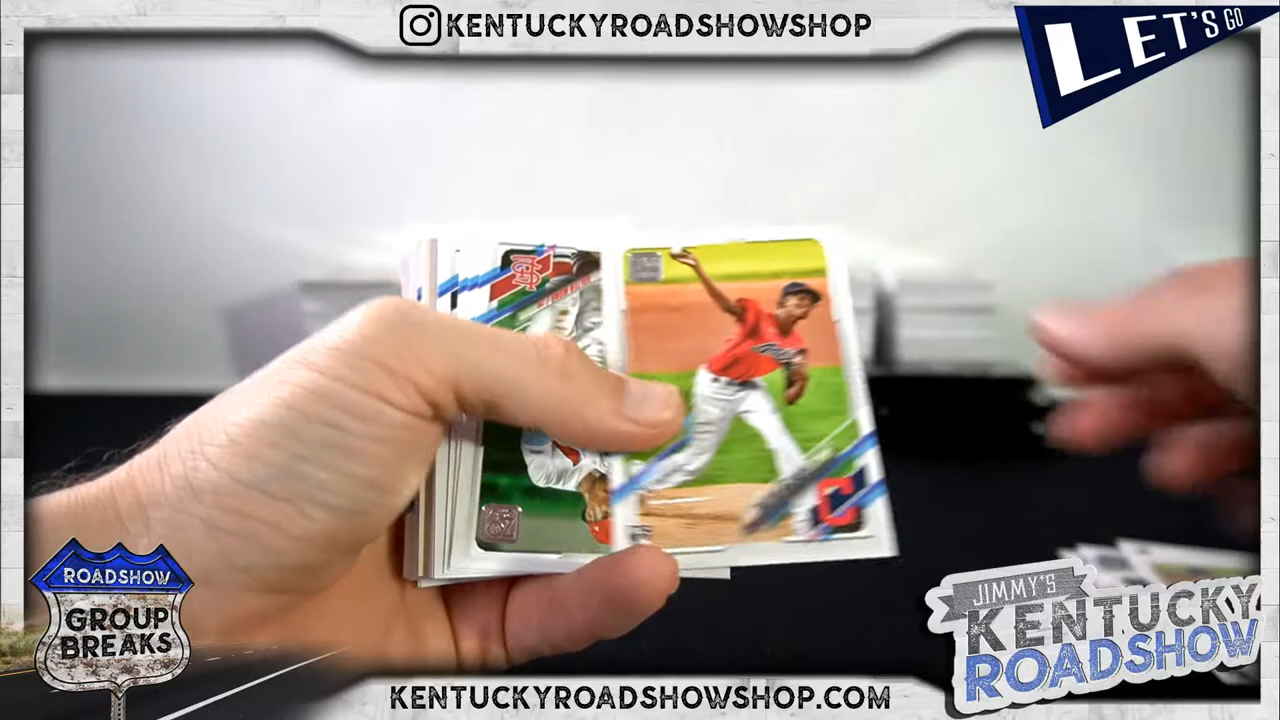 KENTUCKYROADSHOWSHOP
LET'S GO
ROADSHOW
GROUP
BREAKS
JIMMY'S
KENTUCKY
ROADSHOW
KENTUCKYROADSHOWSHOP.COM